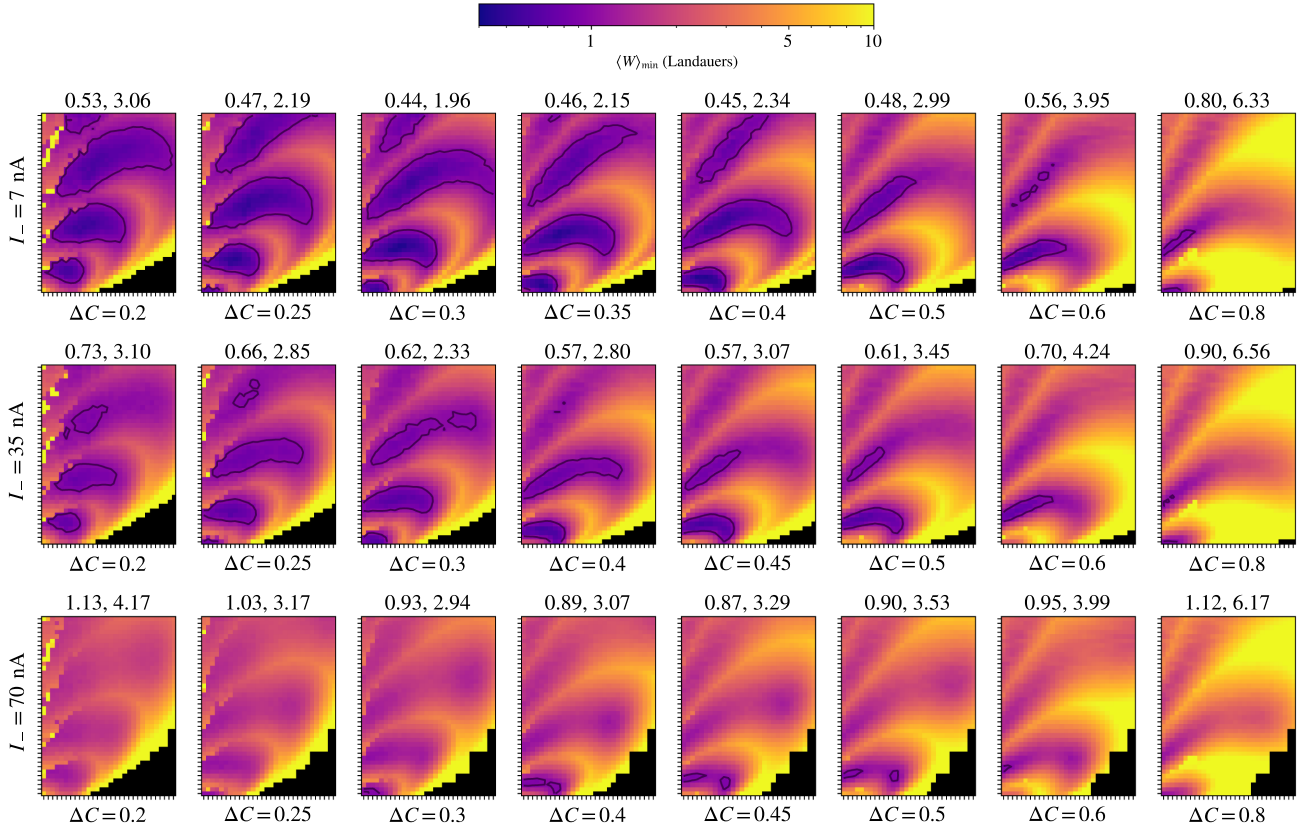 1 5 10
⟨W⟩min (Landauers)
0.53, 3.06 0.47, 2.19 0.44, 1.96 0.46, 2.15 0.45, 2.34 0.48, 2.99 0.56, 3.95 0.80, 6.33
I₋ = 7 nA
ΔC = 0.2 ΔC = 0.25 ΔC = 0.3 ΔC = 0.35 ΔC = 0.4 ΔC = 0.5 ΔC = 0.6 ΔC = 0.8
0.73, 3.10 0.66, 2.85 0.62, 2.33 0.57, 2.80 0.57, 3.07 0.61, 3.45 0.70, 4.24 0.90, 6.56
I₋ = 35 nA
ΔC = 0.2 ΔC = 0.25 ΔC = 0.3 ΔC = 0.4 ΔC = 0.45 ΔC = 0.5 ΔC = 0.6 ΔC = 0.8
1.13, 4.17 1.03, 3.17 0.93, 2.94 0.89, 3.07 0.87, 3.29 0.90, 3.53 0.95, 3.99 1.12, 6.17
I₋ = 70 nA
ΔC = 0.2 ΔC = 0.25 ΔC = 0.3 ΔC = 0.4 ΔC = 0.45 ΔC = 0.5 ΔC = 0.6 ΔC = 0.8